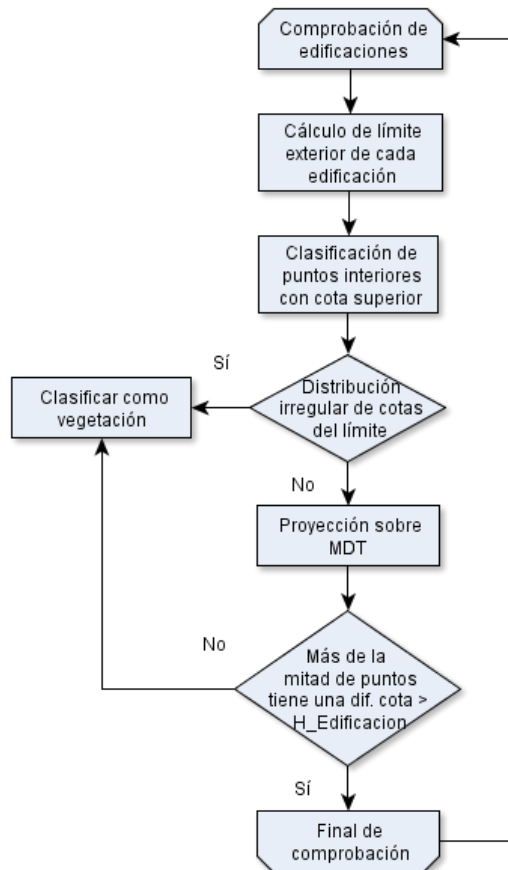 Comprobación de
edificaciones
Cálculo de límite
exterior de cada
edificación
Clasificación de
puntos interiores
con cota superior
Sí
Distribución
irregular de cotas
del límite
Clasificar como
vegetación
No
Proyección sobre
MDT
No
Más de la
mitad de puntos
tiene una dif. cota >
H_Edificacion
Sí
Final de
comprobación